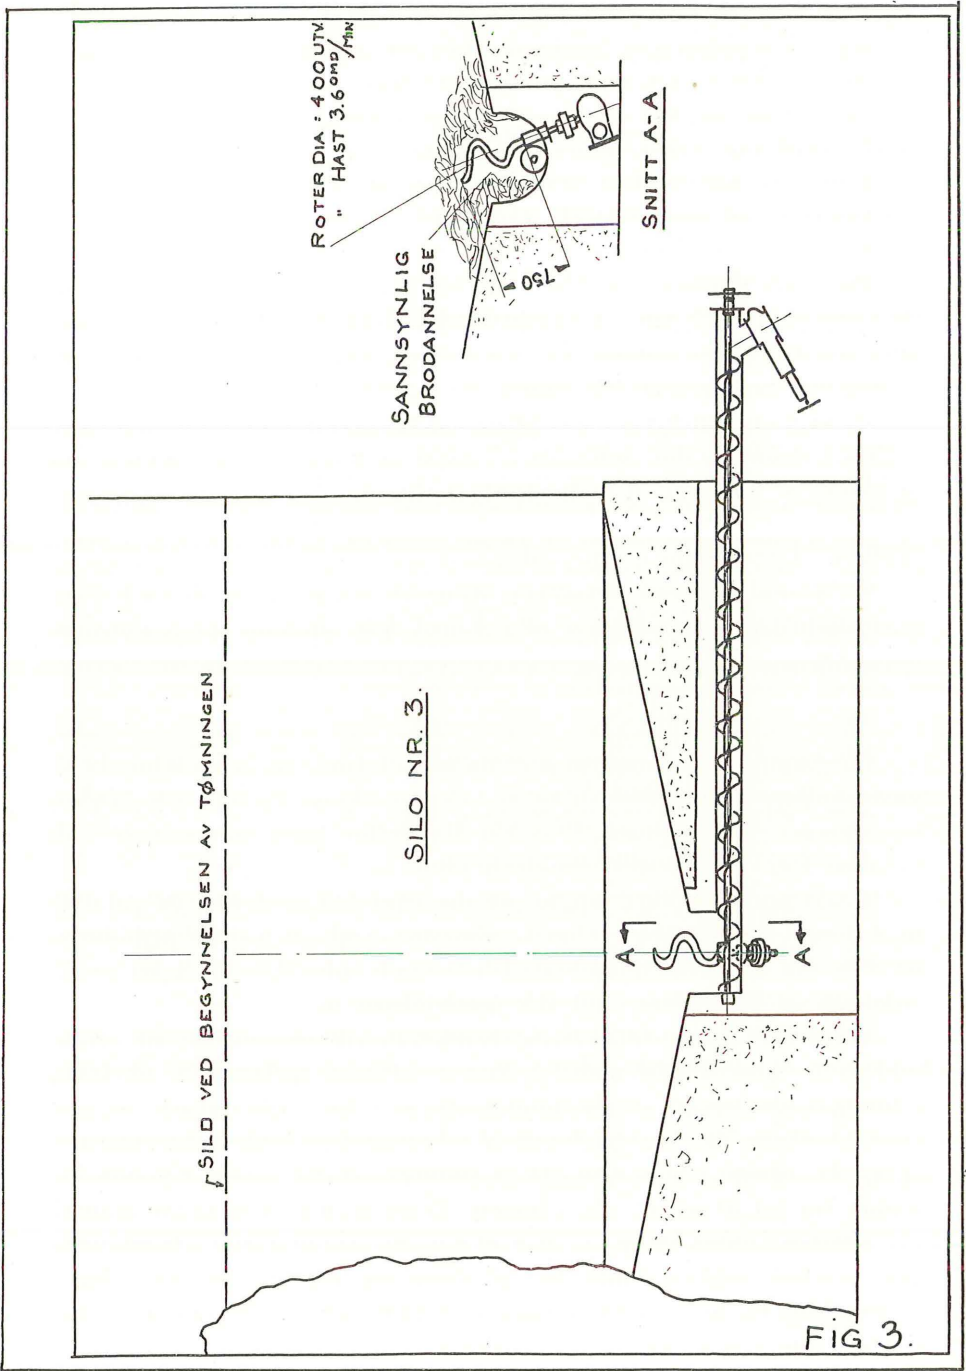 SILD VED BEGYNNELSEN AV TØMNINGEN
SILO NR. 3.
ROTER DIA : 400 UTV.
" HAST 3.6 OMD/MIN
SANNSYNLIG
BRODANNELSE
750
SNITT A-A
A
A
FIG 3.